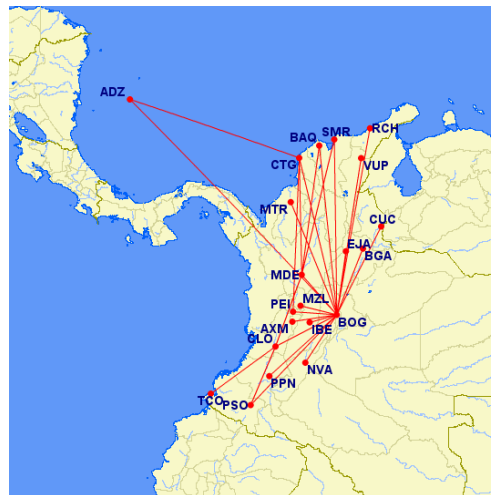 ADZ
RCH
SMR
BAQ
CTG
VUP
MTR
CUC
EJA
BGA
MDE
MZL
PEI
BOG
AXM
IBE
CLO
NVA
PPN
TCO
PSO